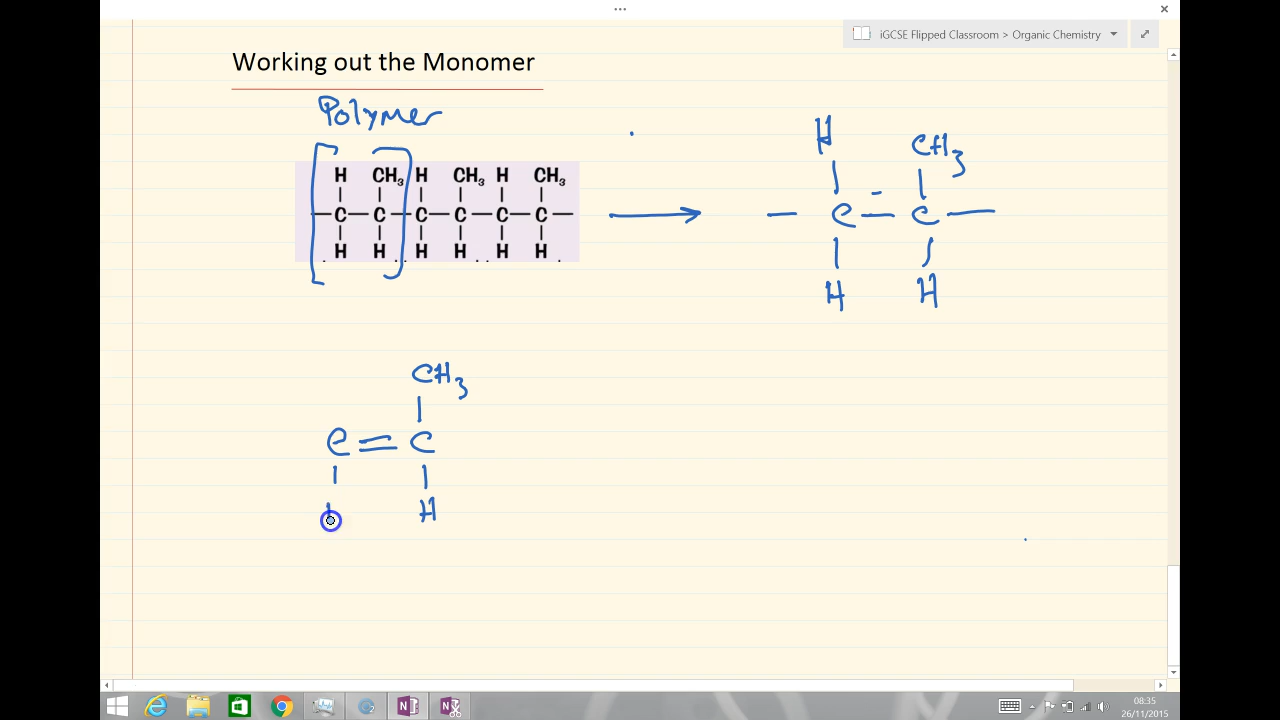 iGCSE Flipped Classroom > Organic Chemistry
Working out the Monomer
Polymer
H CH₃ H CH₃ H CH₃
—C—C—C—C—C—C—
H H H H H H
H CH₃
— C — C —
H H
CH₃
C = C
H
08:35
26/11/2015